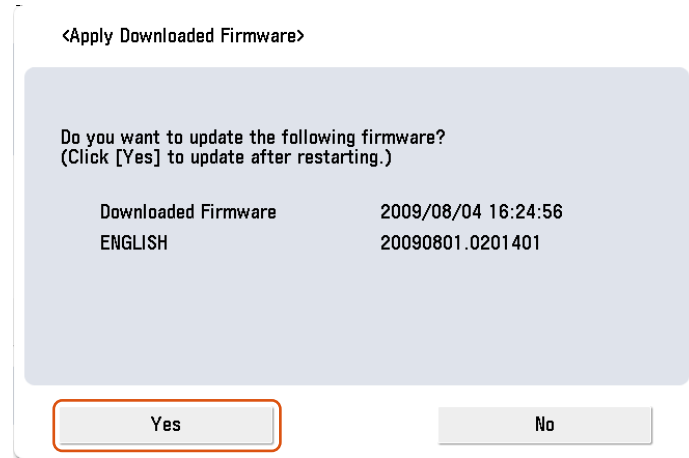 <Apply Downloaded Firmware>
Do you want to update the following firmware?
(Click [Yes] to update after restarting.)
Downloaded Firmware 2009/08/04 16:24:56
ENGLISH 20090801.0201401
Yes No